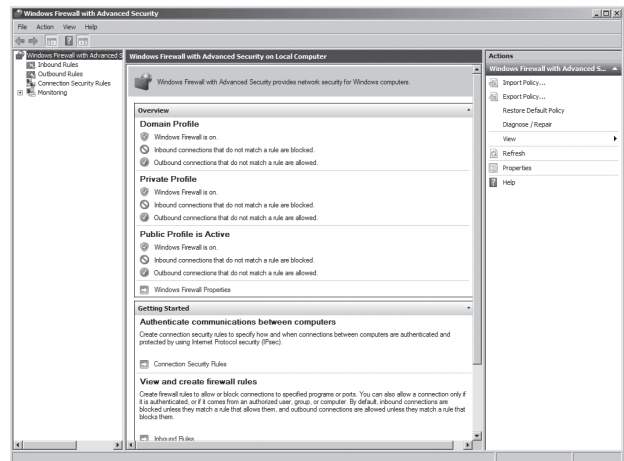 Windows Firewall with Advanced Security
File Action View Help
Windows Firewall with Advanced S
Inbound Rules
Outbound Rules
Connection Security Rules
Monitoring
Windows Firewall with Advanced Security on Local Computer
Windows Firewall with Advanced Security provides network security for Windows computers.
Overview
Domain Profile
Windows Firewall is on.
Inbound connections that do not match a rule are blocked.
Outbound connections that do not match a rule are allowed.
Private Profile
Windows Firewall is on.
Inbound connections that do not match a rule are blocked.
Outbound connections that do not match a rule are allowed.
Public Profile is Active
Windows Firewall is on.
Inbound connections that do not match a rule are blocked.
Outbound connections that do not match a rule are allowed.
Windows Firewall Properties
Getting Started
Authenticate communications between computers
Create connection security rules to specify how and when connections between computers are authenticated and
protected by using Internet Protocol security (IPsec).
Connection Security Rules
View and create firewall rules
Create firewall rules to allow or block connections to specified programs or ports. You can also allow a connection only if
it is authenticated, or if it comes from an authorized user, group, or computer. By default, inbound connections are
blocked unless they match a rule that allows them, and outbound connections are allowed unless they match a rule that
blocks them.
Inbound Rules
Actions
Windows Firewall with Advanced S...
Import Policy...
Export Policy...
Restore Default Policy
Diagnose / Repair
View
Refresh
Properties
Help